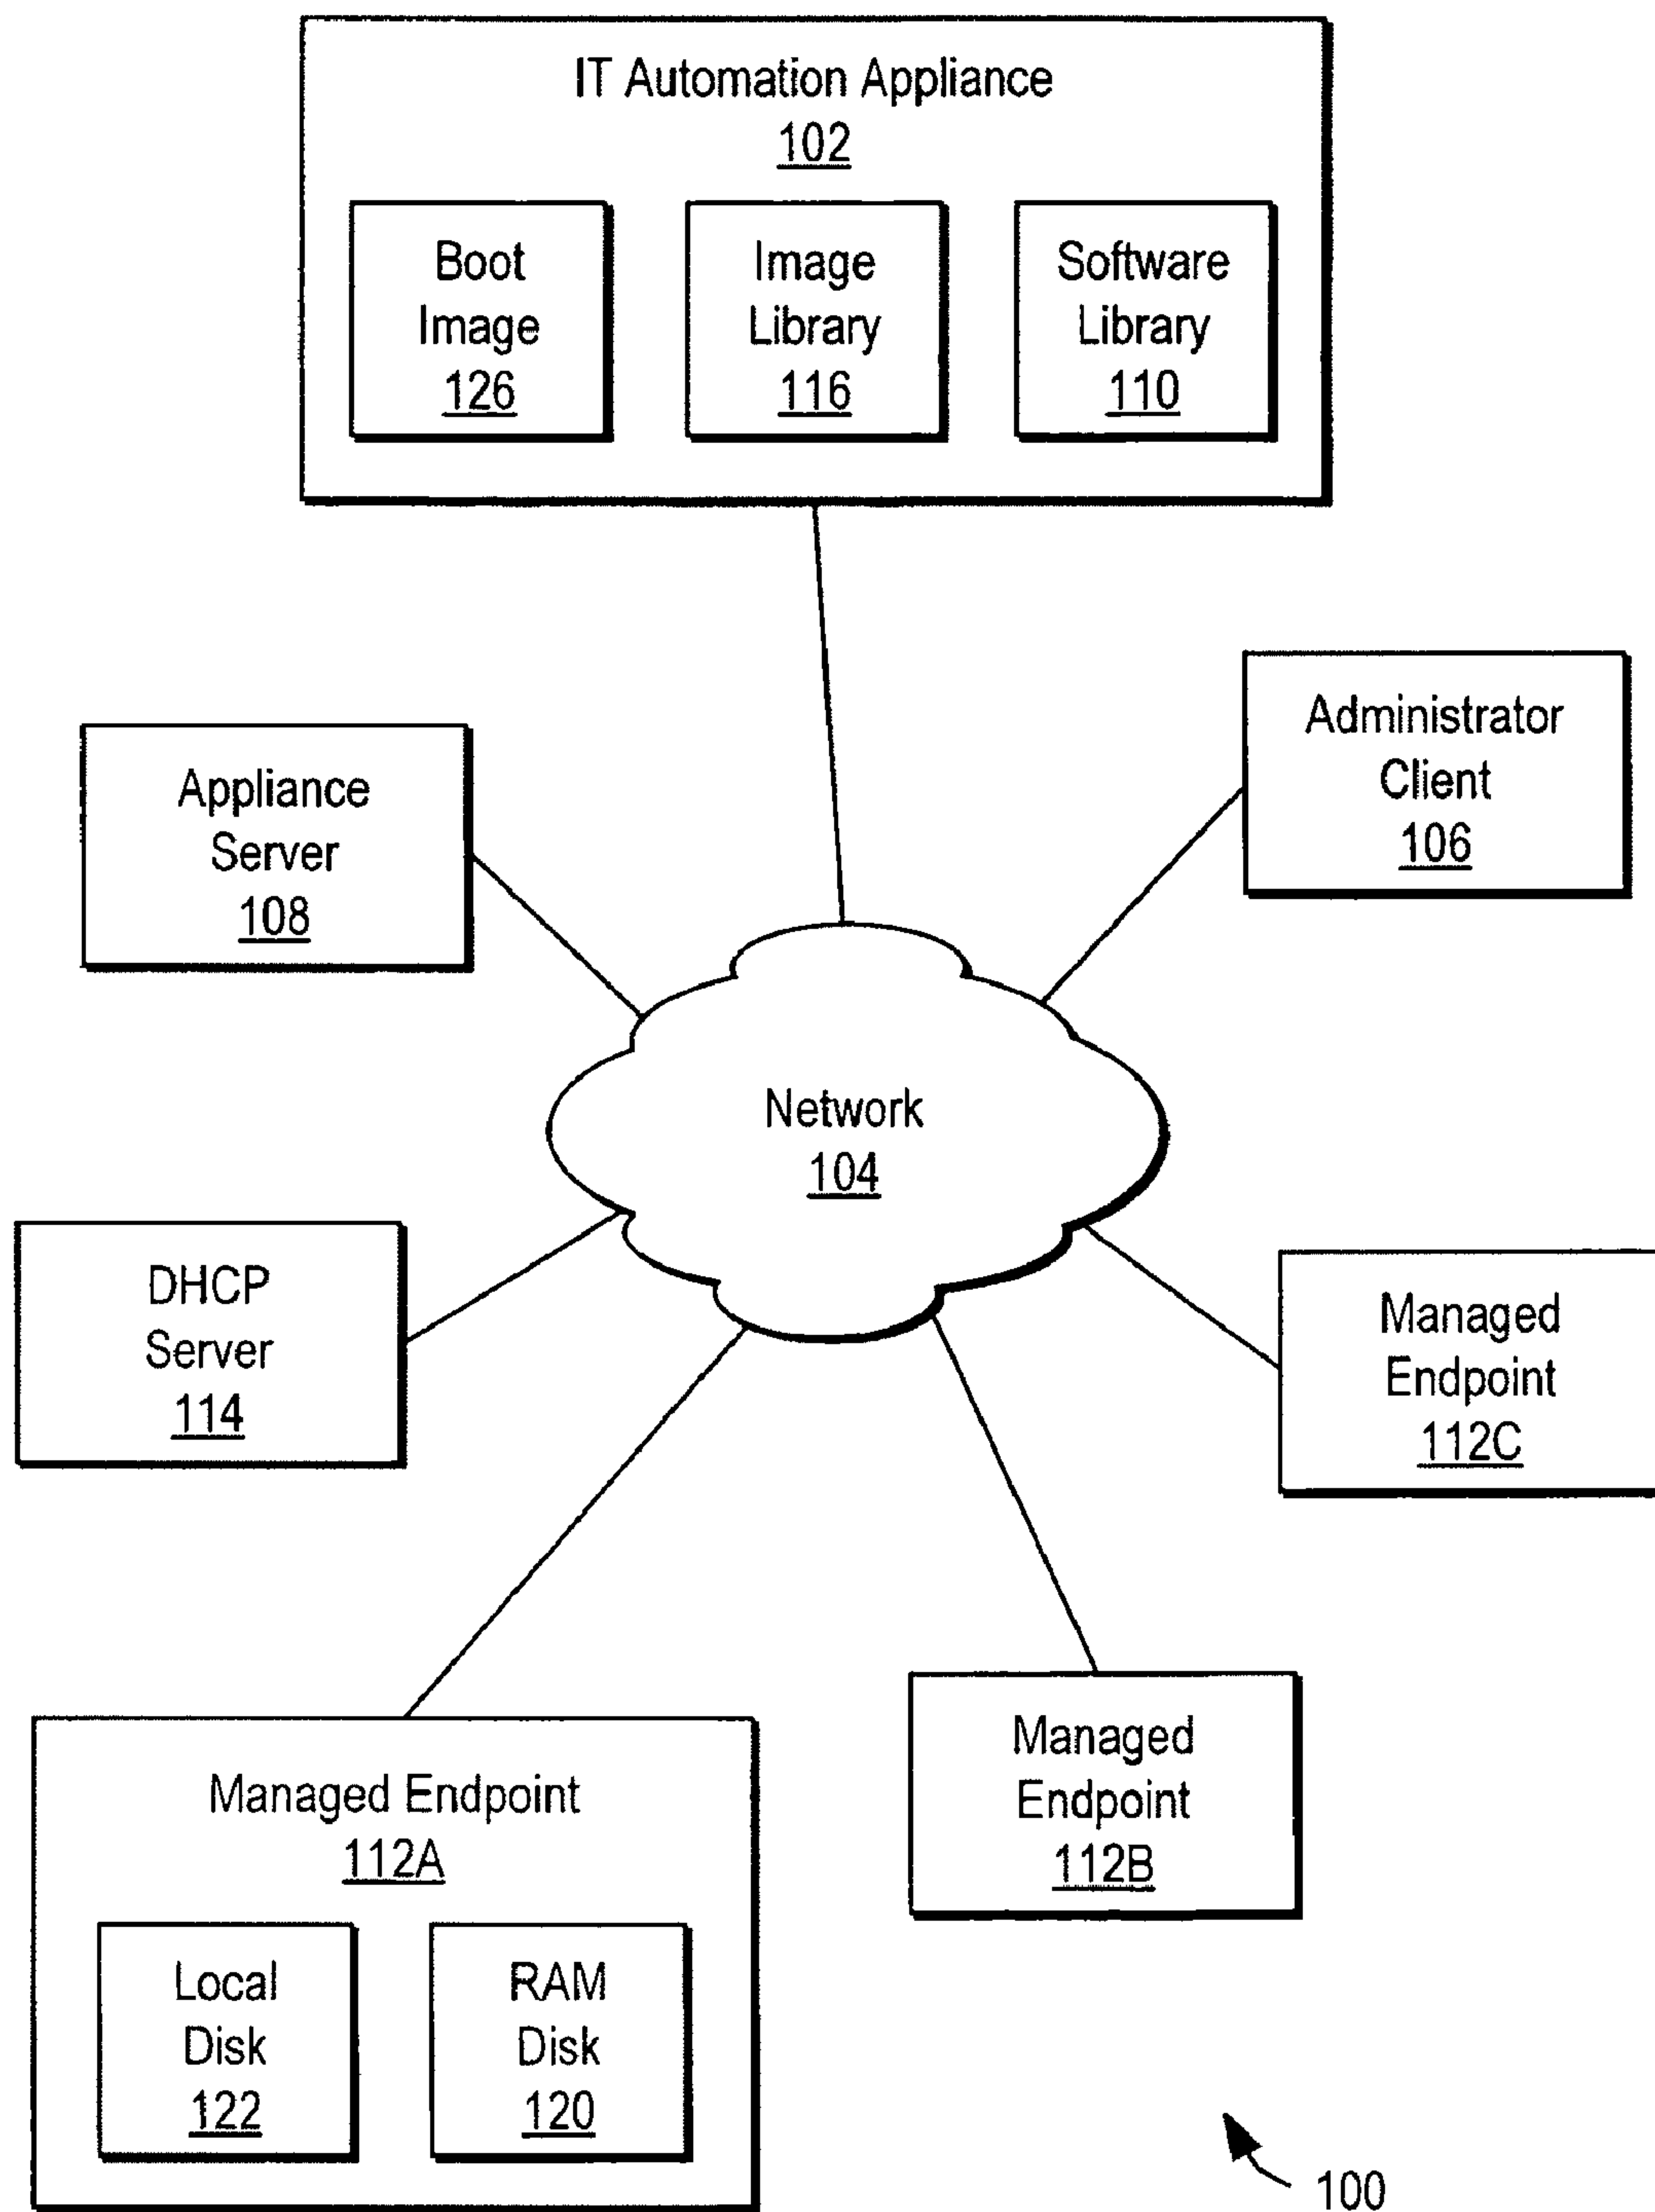 IT Automation Appliance
102
Boot
Image
126
Image
Library
116
Software
Library
110
Administrator
Client
106
Appliance
Server
108
Network
104
DHCP
Server
114
Managed
Endpoint
112C
Managed
Endpoint
112B
Managed Endpoint
112A
Local
Disk
122
RAM
Disk
120
100